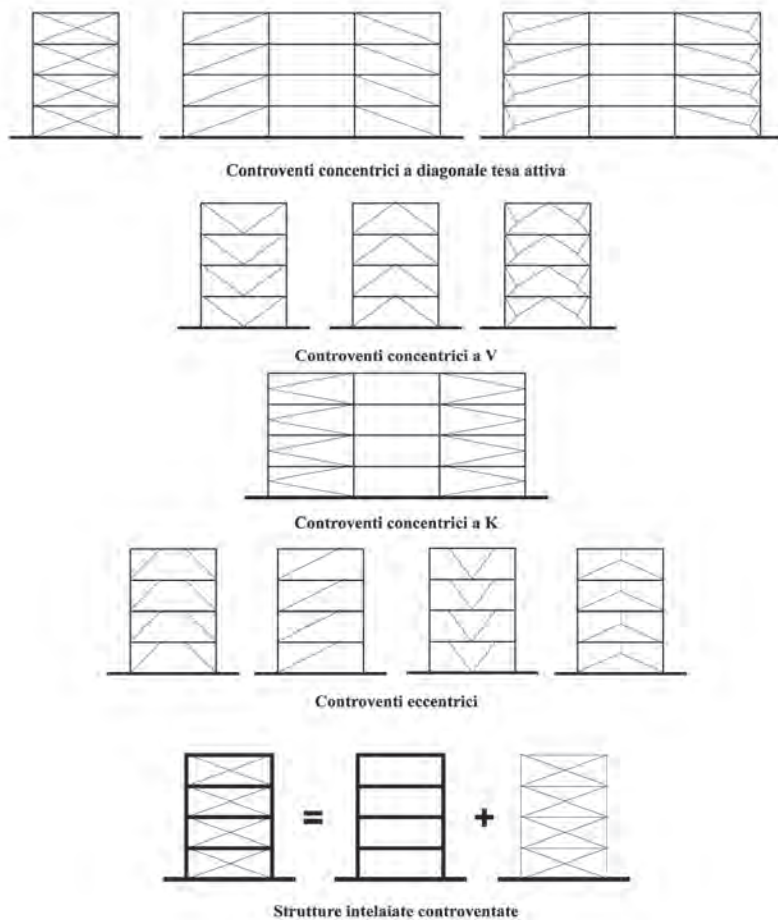 Controventi concentrici a diagonale tesa attiva
Controventi concentrici a V
Controventi concentrici a K
Controventi eccentrici
= +
Strutture intelaiate controventate